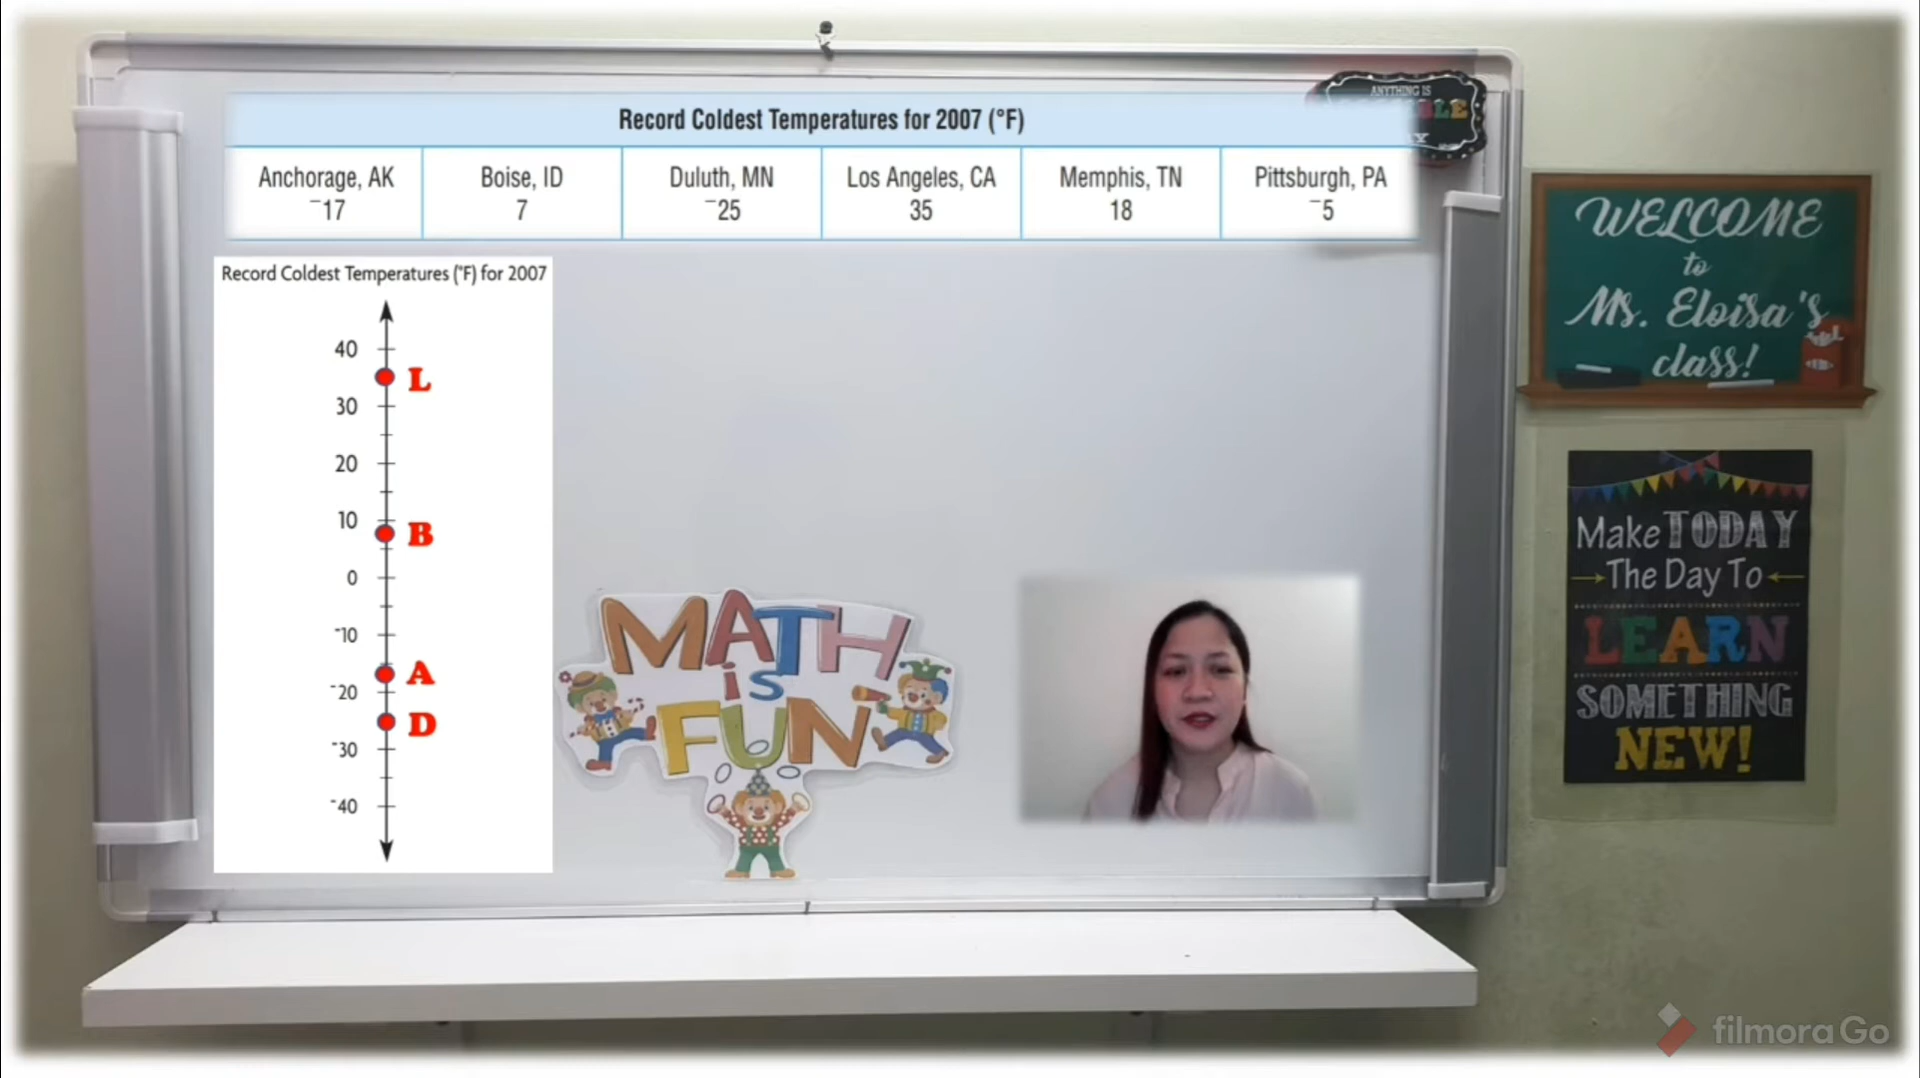 ANYTHING IS
Record Coldest Temperatures for 2007 (°F)
Anchorage, AK
⁻17
Boise, ID
7
Duluth, MN
⁻25
Los Angeles, CA
35
Memphis, TN
18
Pittsburgh, PA
⁻5
Record Coldest Temperatures (°F) for 2007
40
L
30
20
10
B
0
⁻10
A
⁻20
D
⁻30
⁻40
MATH
is
FUN
WELCOME
to
Ms. Eloisa's
class!
Make TODAY
The Day To
LEARN
SOMETHING
NEW!
filmora Go